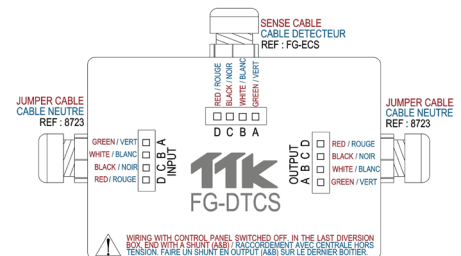 SENSE CABLE
CABLE DETECTEUR
REF : FG-ECS
RED / ROUGE
BLACK / NOIR
WHITE / BLANC
GREEN / VERT
D C B A
JUMPER CABLE
CABLE NEUTRE
REF : 8723
GREEN / VERT
WHITE / BLANC
BLACK / NOIR
RED / ROUGE
D C B A
INPUT
TTK
FG-DTCS
OUTPUT
A B C D
RED / ROUGE
BLACK / NOIR
WHITE / BLANC
GREEN / VERT
JUMPER CABLE
CABLE NEUTRE
REF : 8723
WIRING WITH CONTROL PANEL SWITCHED OFF, IN THE LAST DIVERSION
BOX, END WITH A SHUNT (A&B) / RACCORDEMENT AVEC CENTRALE HORS
TENSION. FAIRE UN SHUNT EN OUTPUT (A&B) SUR LE DERNIER BOITIER.